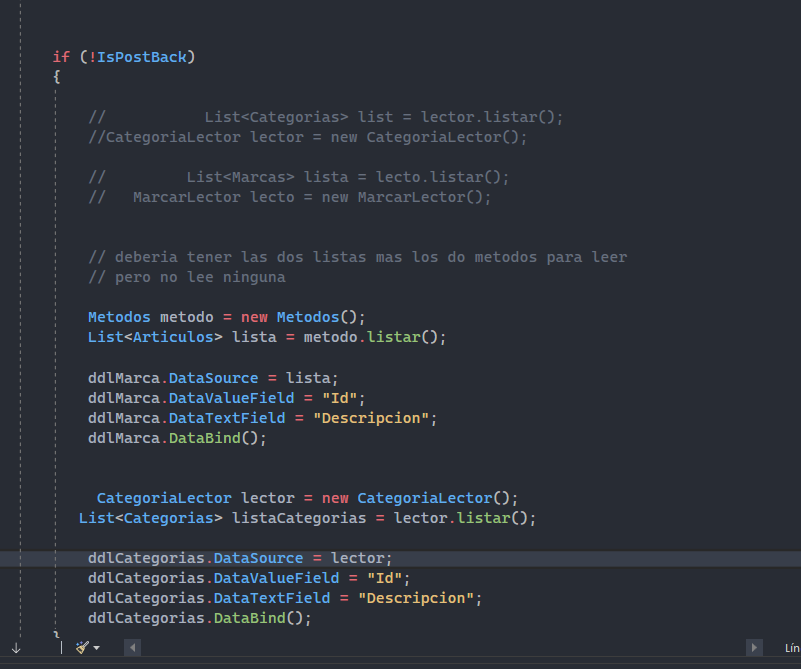 if (!IsPostBack)
{
// List<Categorias> list = lector.listar();
//CategoriaLector lector = new CategoriaLector();
// List<Marcas> lista = lecto.listar();
// MarcarLector lecto = new MarcarLector();
// deberia tener las dos listas mas los do metodos para leer
// pero no lee ninguna
Metodos metodo = new Metodos();
List<Articulos> lista = metodo.listar();
ddlMarca.DataSource = lista;
ddlMarca.DataValueField = "Id";
ddlMarca.DataTextField = "Descripcion";
ddlMarca.DataBind();
CategoriaLector lector = new CategoriaLector();
List<Categorias> listaCategorias = lector.listar();
ddlCategorias.DataSource = lector;
ddlCategorias.DataValueField = "Id";
ddlCategorias.DataTextField = "Descripcion";
ddlCategorias.DataBind();
}
Lín